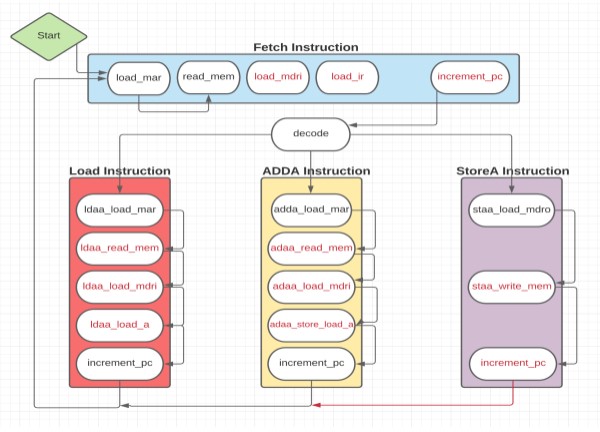 Start
Fetch Instruction
load_mar
read_mem
load_mdri
load_ir
increment_pc
decode
Load Instruction
ldaa_load_mar
ldaa_read_mem
ldaa_load_mdri
ldaa_load_a
increment_pc
ADDA Instruction
adda_load_mar
adaa_read_mem
adaa_load_mdri
adaa_store_load_a
increment_pc
StoreA Instruction
staa_load_mdro
staa_write_mem
increment_pc